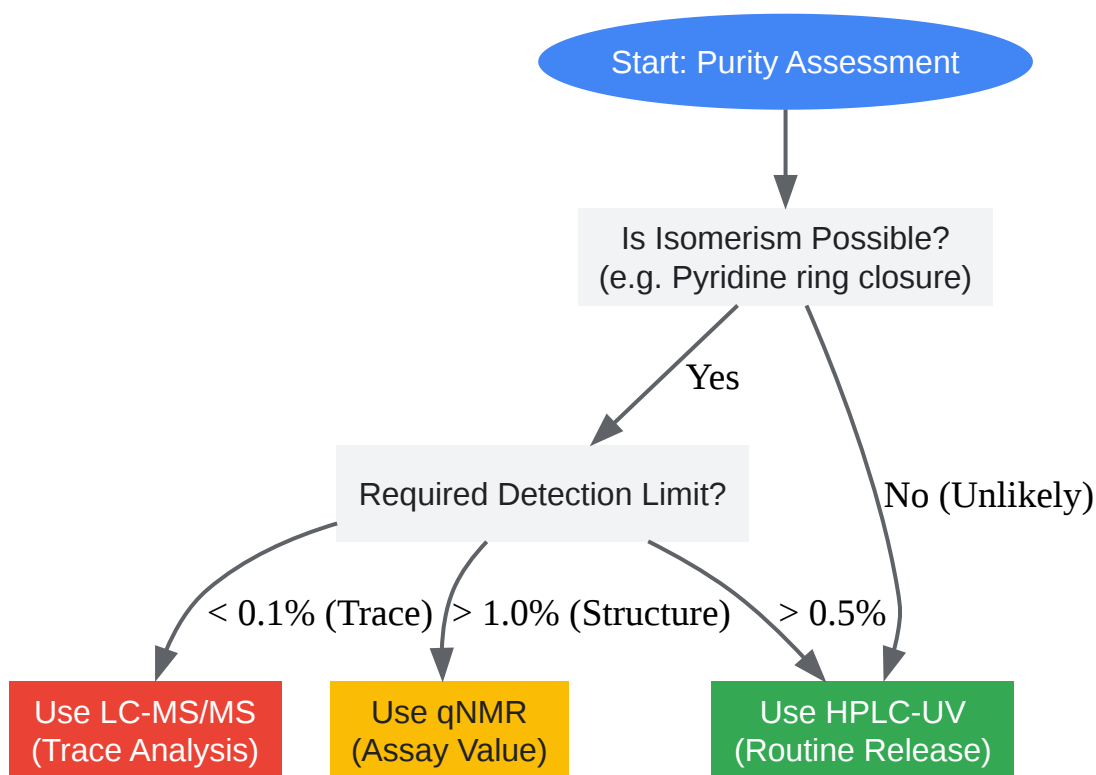 Start: Purity Assessment
Is Isomerism Possible?
(e.g. Pyridine ring closure)
Yes
Required Detection Limit?
No (Unlikely)
< 0.1% (Trace)
> 1.0% (Structure)
> 0.5%
Use LC-MS/MS
(Trace Analysis)
Use qNMR
(Assay Value)
Use HPLC-UV
(Routine Release)